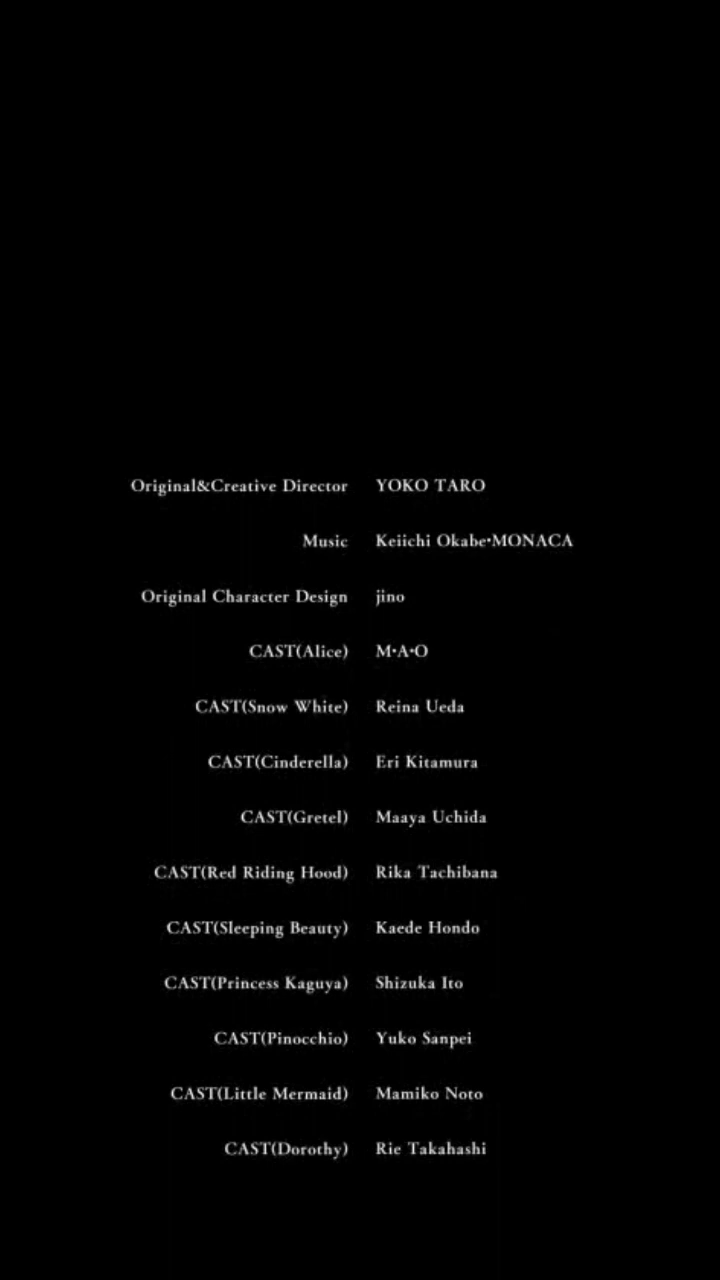 Original&Creative Director YOKO TARO
Music Keiichi Okabe•MONACA
Original Character Design jino
CAST(Alice) M•A•O
CAST(Snow White) Reina Ueda
CAST(Cinderella) Eri Kitamura
CAST(Gretel) Maaya Uchida
CAST(Red Riding Hood) Rika Tachibana
CAST(Sleeping Beauty) Kaede Hondo
CAST(Princess Kaguya) Shizuka Ito
CAST(Pinocchio) Yuko Sanpei
CAST(Little Mermaid) Mamiko Noto
CAST(Dorothy) Rie Takahashi